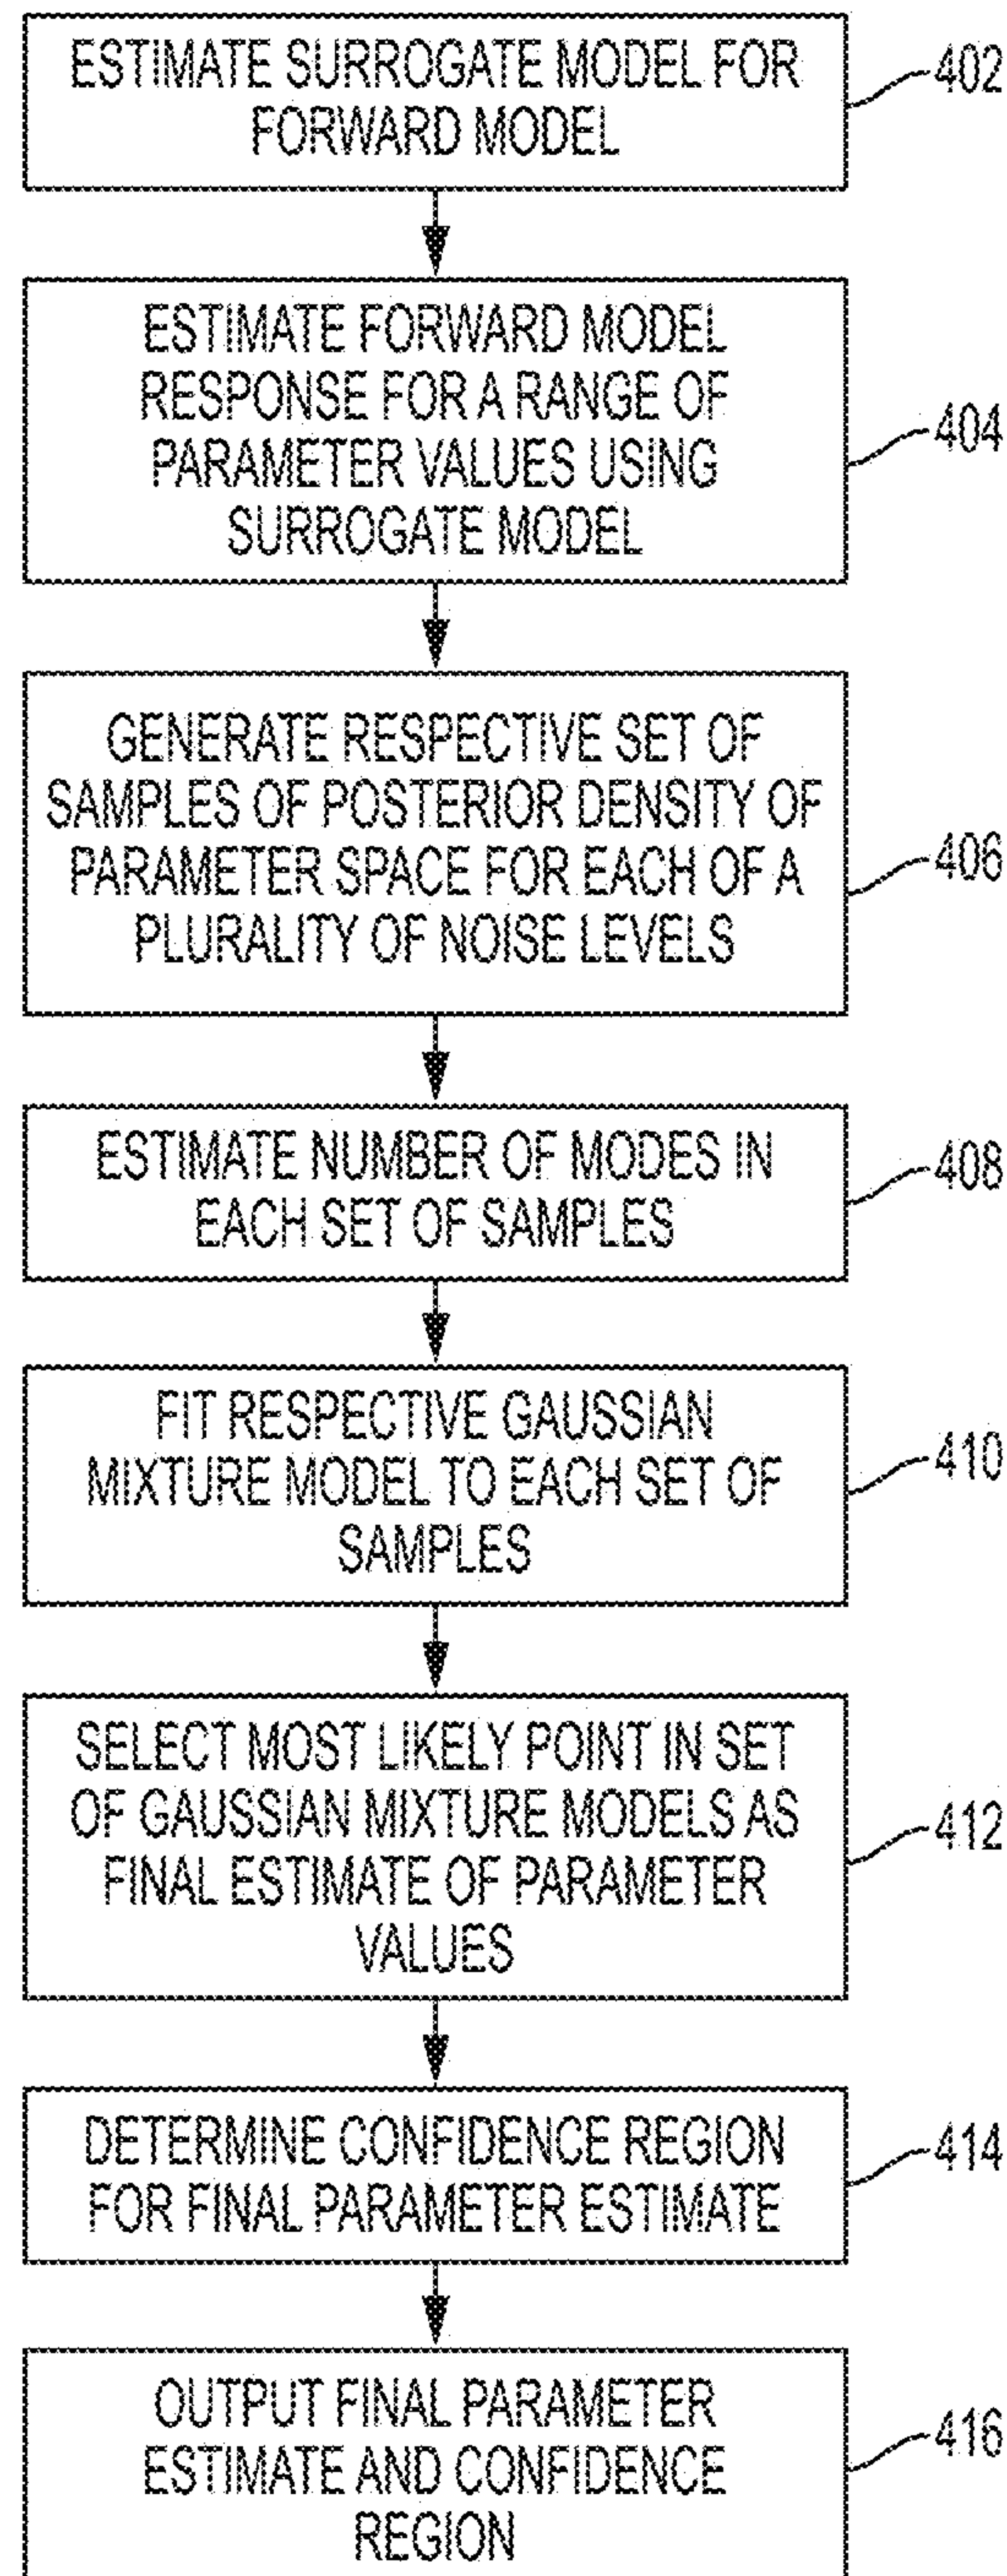 ESTIMATE SURROGATE MODEL FOR
FORWARD MODEL
402
ESTIMATE FORWARD MODEL
RESPONSE FOR A RANGE OF
PARAMETER VALUES USING
SURROGATE MODEL
404
GENERATE RESPECTIVE SET OF
SAMPLES OF POSTERIOR DENSITY OF
PARAMETER SPACE FOR EACH OF A
PLURALITY OF NOISE LEVELS
406
ESTIMATE NUMBER OF MODES IN
EACH SET OF SAMPLES
408
FIT RESPECTIVE GAUSSIAN
MIXTURE MODEL TO EACH SET OF
SAMPLES
410
SELECT MOST LIKELY POINT IN SET
OF GAUSSIAN MIXTURE MODELS AS
FINAL ESTIMATE OF PARAMETER
VALUES
412
DETERMINE CONFIDENCE REGION
FOR FINAL PARAMETER ESTIMATE
414
OUTPUT FINAL PARAMETER
ESTIMATE AND CONFIDENCE
REGION
416